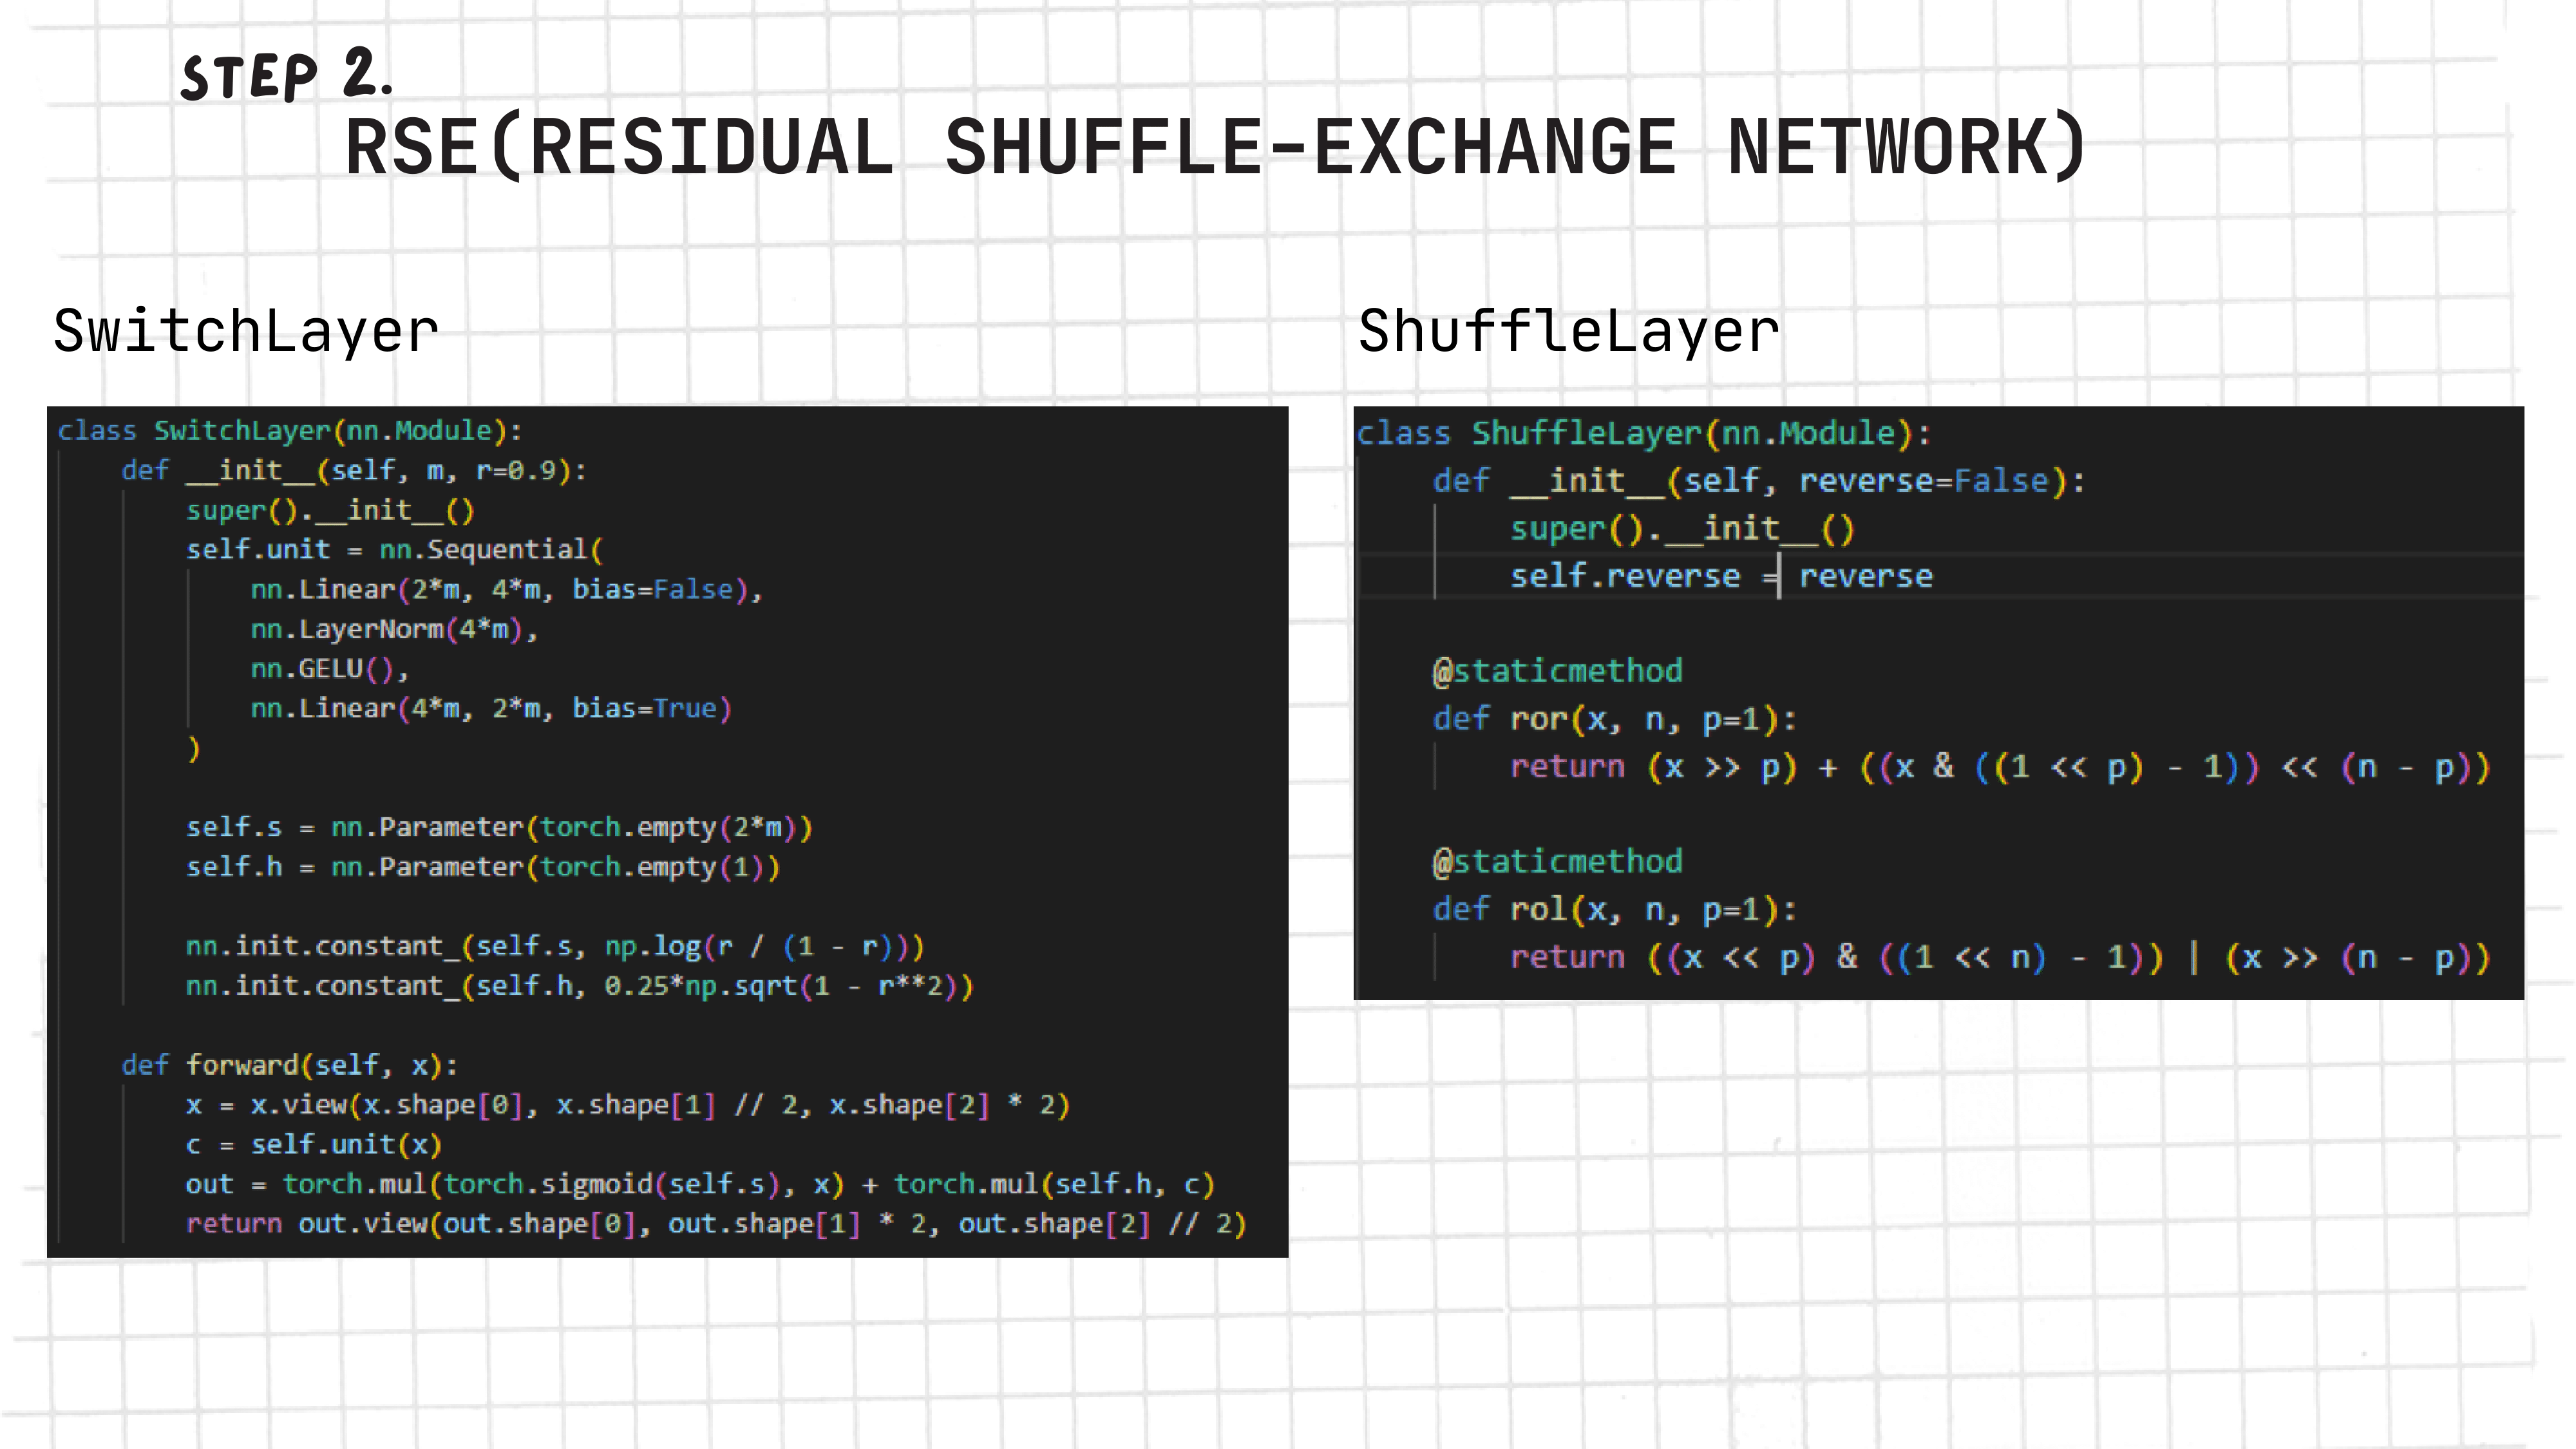 STEP 2.
RSE(RESIDUAL SHUFFLE-EXCHANGE NETWORK)
SwitchLayer
class SwitchLayer(nn.Module):
    def __init__(self, m, r=0.9):
        super().__init__()
        self.unit = nn.Sequential(
            nn.Linear(2*m, 4*m, bias=False),
            nn.LayerNorm(4*m),
            nn.GELU(),
            nn.Linear(4*m, 2*m, bias=True)
        )
        self.s = nn.Parameter(torch.empty(2*m))
        self.h = nn.Parameter(torch.empty(1))
        nn.init.constant_(self.s, np.log(r / (1 - r)))
        nn.init.constant_(self.h, 0.25*np.sqrt(1 - r**2))
    def forward(self, x):
        x = x.view(x.shape[0], x.shape[1] // 2, x.shape[2] * 2)
        c = self.unit(x)
        out = torch.mul(torch.sigmoid(self.s), x) + torch.mul(self.h, c)
        return out.view(out.shape[0], out.shape[1] * 2, out.shape[2] // 2)
ShuffleLayer
class ShuffleLayer(nn.Module):
    def __init__(self, reverse=False):
        super().__init__()
        self.reverse = reverse
    @staticmethod
    def ror(x, n, p=1):
        return (x >> p) + ((x & ((1 << p) - 1)) << (n - p))
    @staticmethod
    def rol(x, n, p=1):
        return ((x << p) & ((1 << n) - 1)) | (x >> (n - p))